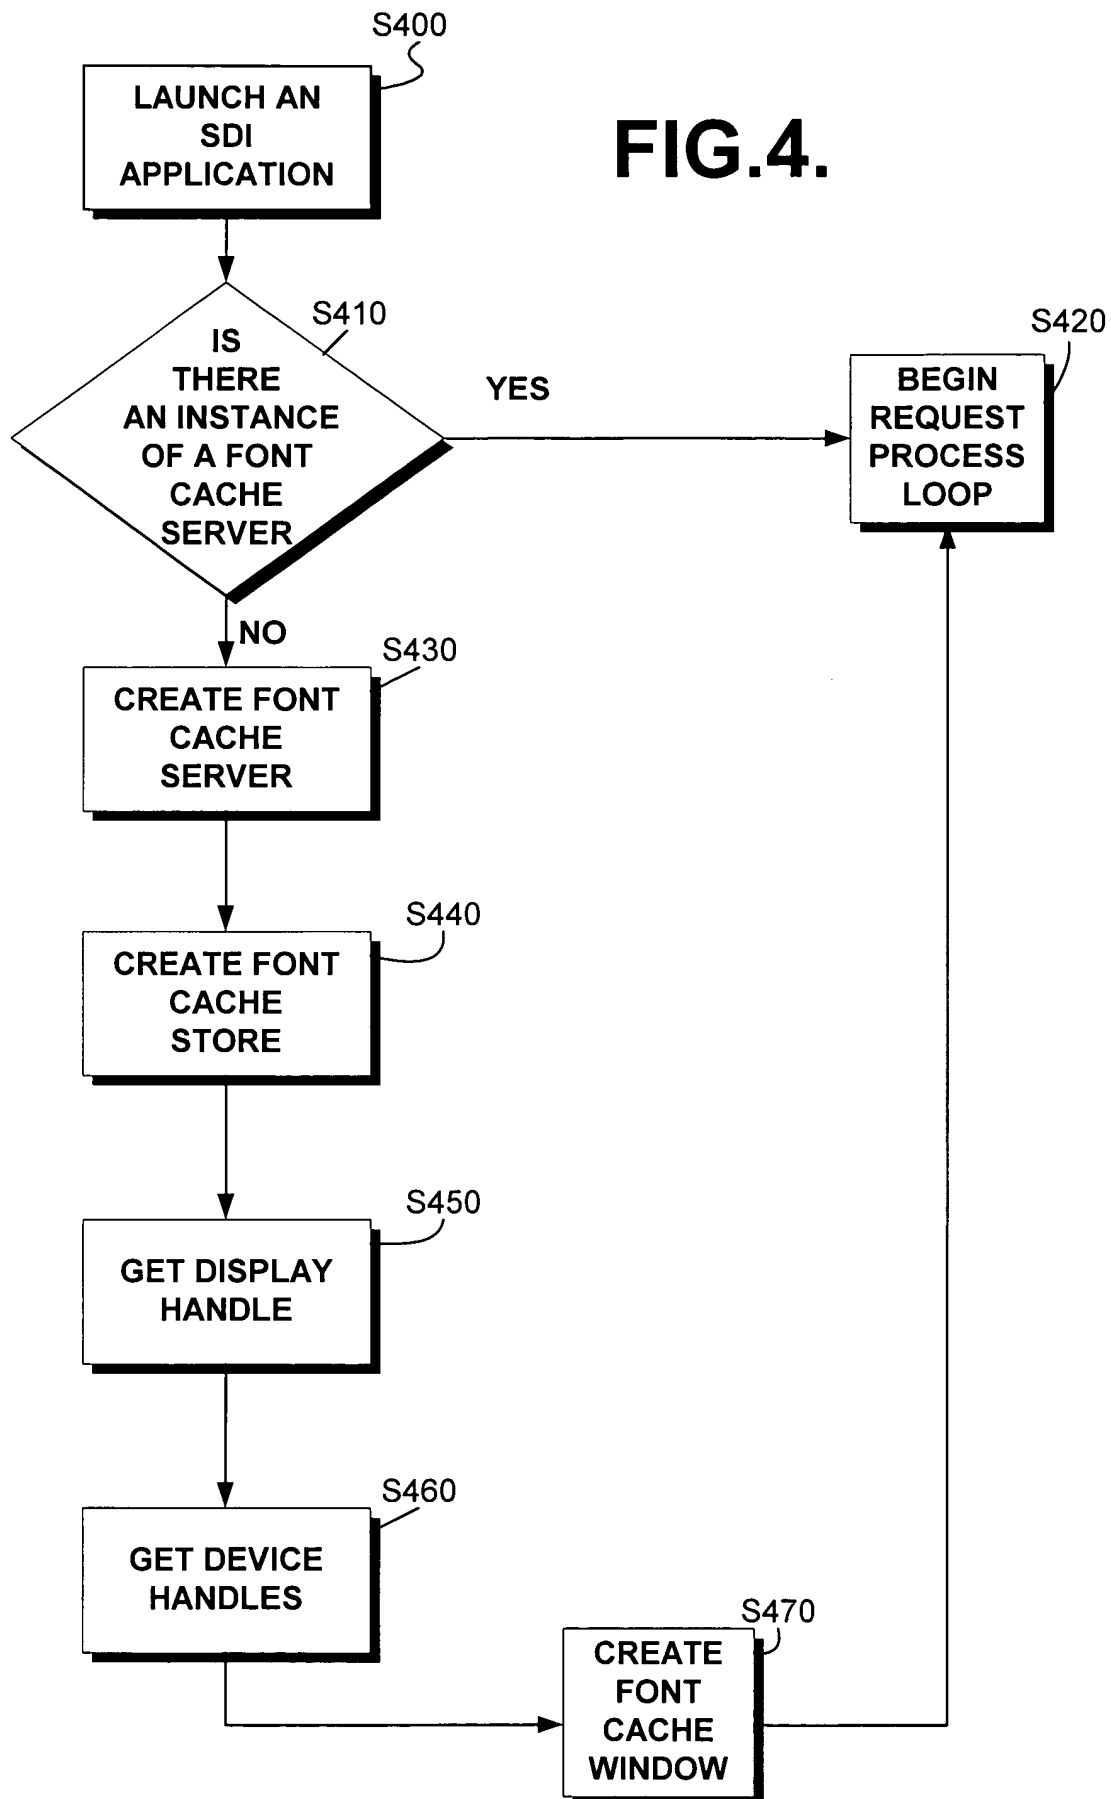 S400
LAUNCH AN
SDI
APPLICATION
FIG.4.
S410
IS
THERE
AN INSTANCE
OF A FONT
CACHE
SERVER
YES
S420
BEGIN
REQUEST
PROCESS
LOOP
NO
S430
CREATE FONT
CACHE
SERVER
S440
CREATE FONT
CACHE
STORE
S450
GET DISPLAY
HANDLE
S460
GET DEVICE
HANDLES
S470
CREATE
FONT
CACHE
WINDOW